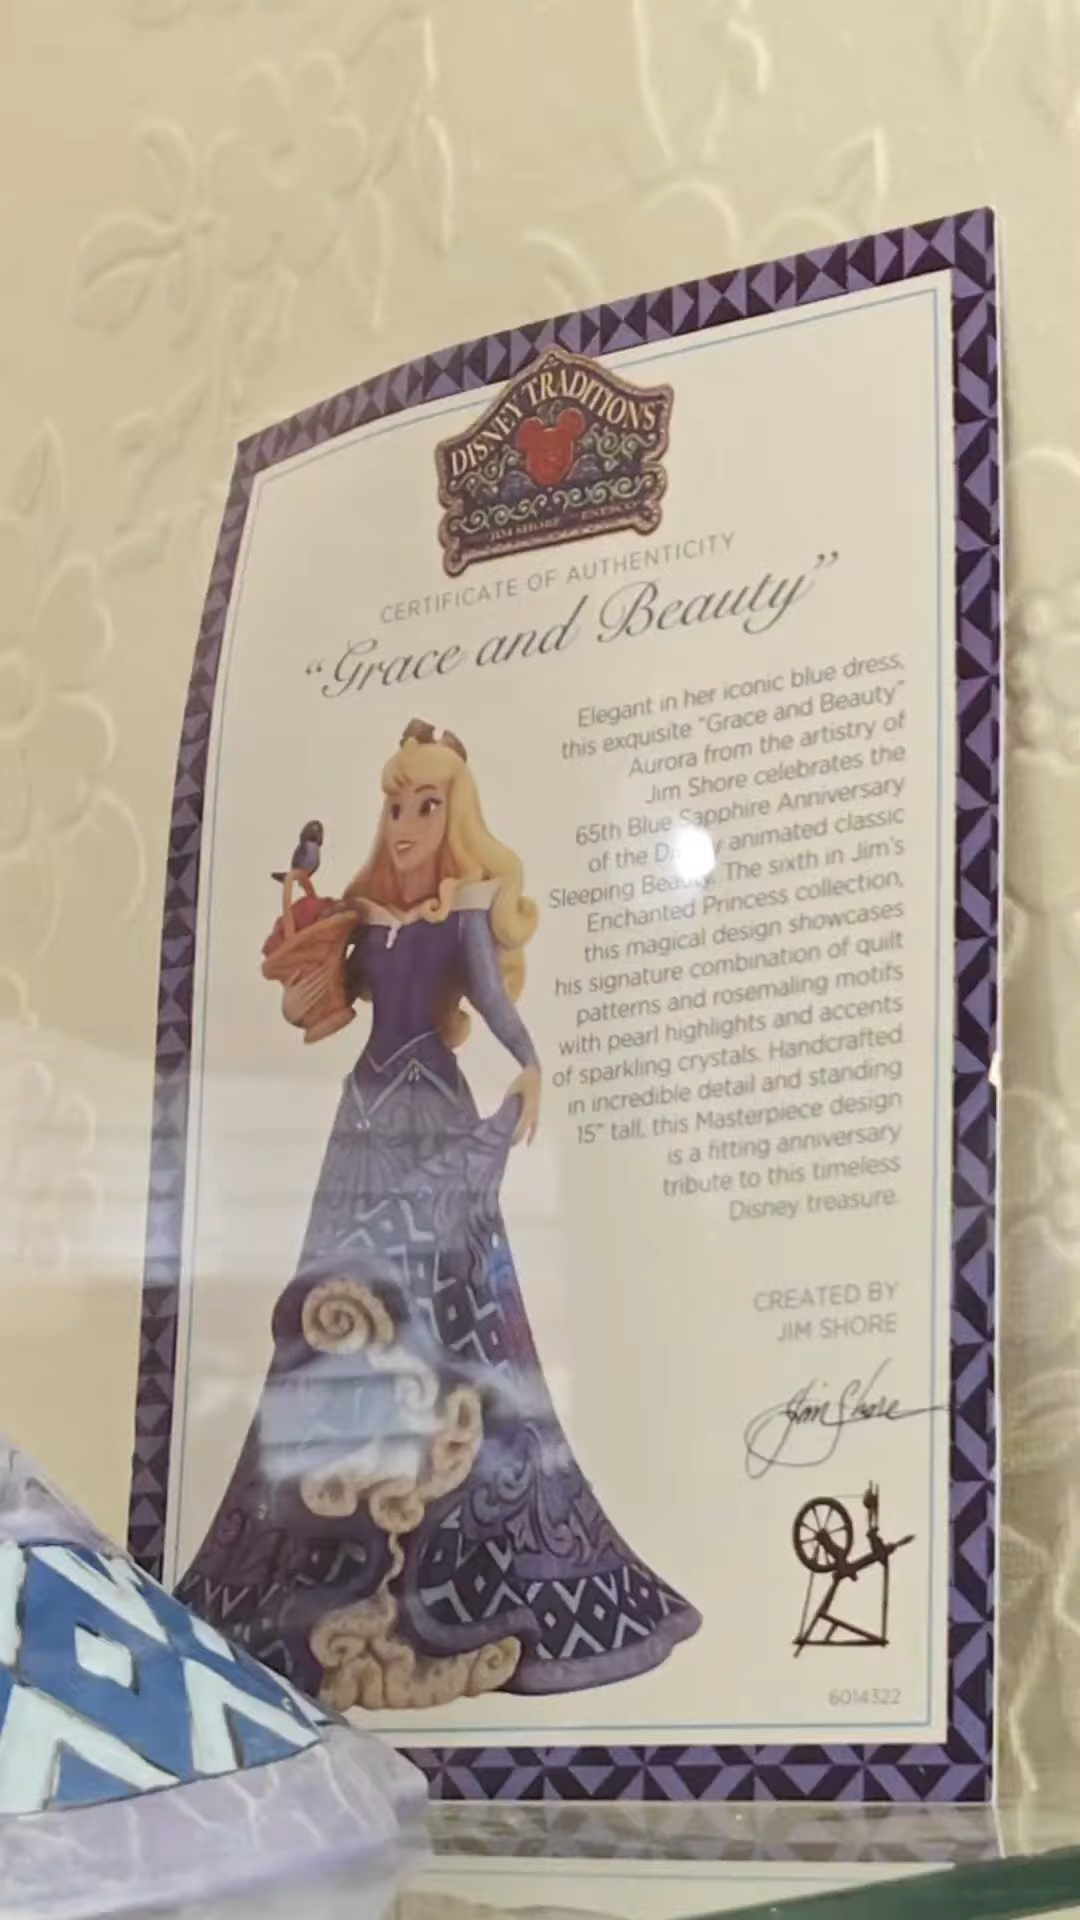 DISNEY TRADITIONS
JIM SHORE ENESCO
CERTIFICATE OF AUTHENTICITY
“Grace and Beauty”
Elegant in her iconic blue dress,
this exquisite “Grace and Beauty”
Aurora from the artistry of
Jim Shore celebrates the
65th Blue Sapphire Anniversary
of the animated classic
Sleeping Beauty. The sixth in Jim's
Enchanted Princess collection,
this magical design showcases
his signature combination of quilt
patterns and rosemaling motifs
with pearl highlights and accents
of sparkling crystals. Handcrafted
in incredible detail and standing
15" tall, this Masterpiece design
is a fitting anniversary
tribute to this timeless
Disney treasure.
CREATED BY
JIM SHORE
Jim Shore
6014322